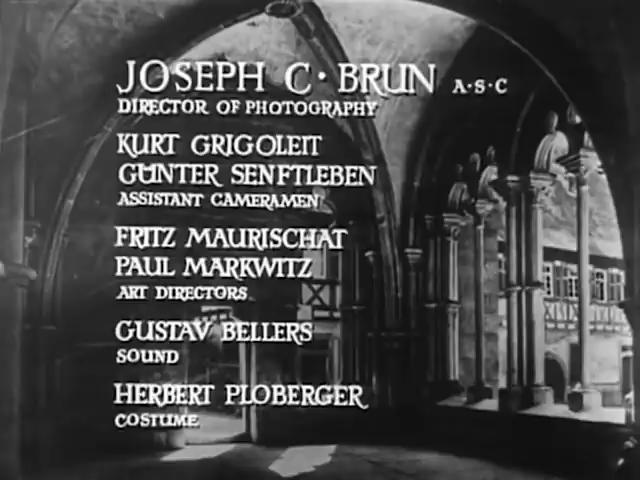 JOSEPH C · BRUN A·S·C
DIRECTOR OF PHOTOGRAPHY
KURT GRIGOLEIT
GUNTER SENFTLEBEN
ASSISTANT CAMERAMEN
FRITZ MAURISCHAT
PAUL MARKWITZ
ART DIRECTORS
GUSTAV BELLERS
SOUND
HERBERT PLOBERGER
COSTUME